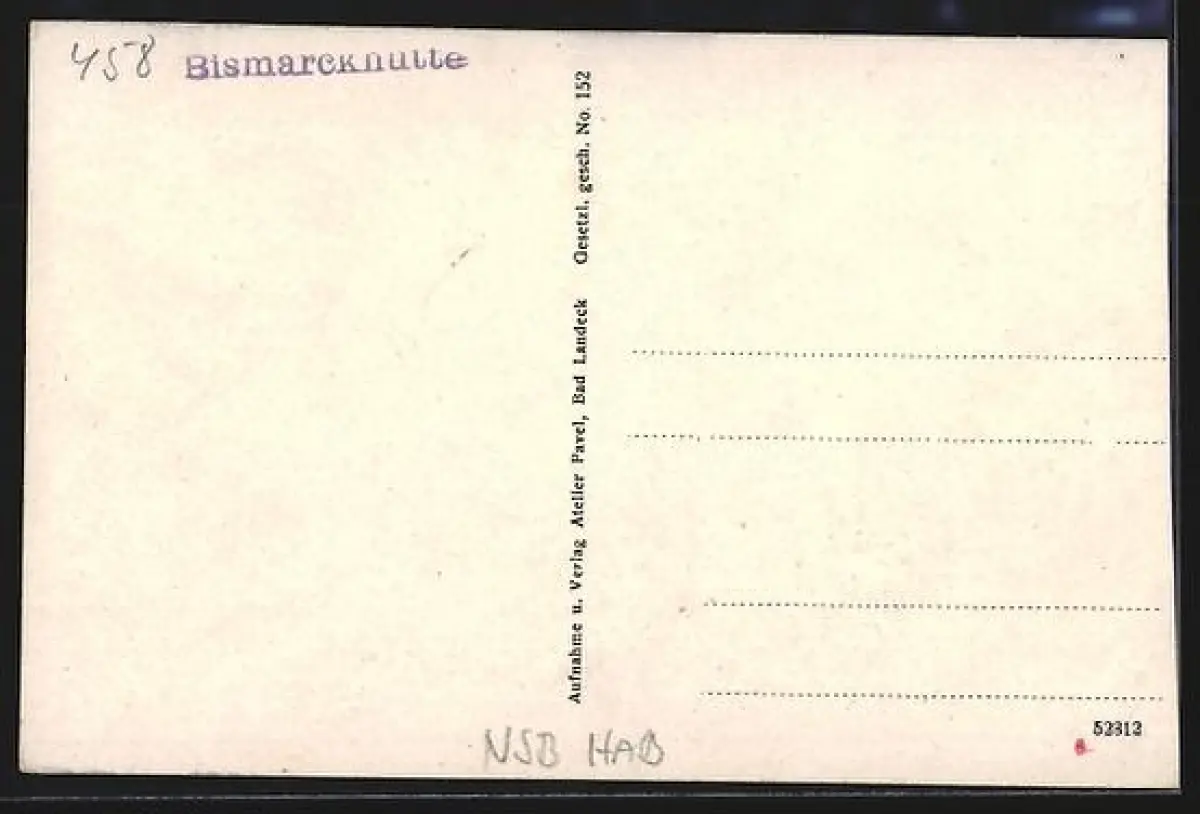 458 Bismarckhütte
Aufnahme u. Verlag Atelier Pavel, Bad Landeck Gesetzl. gesch. No. 152
NSB HAB
52312